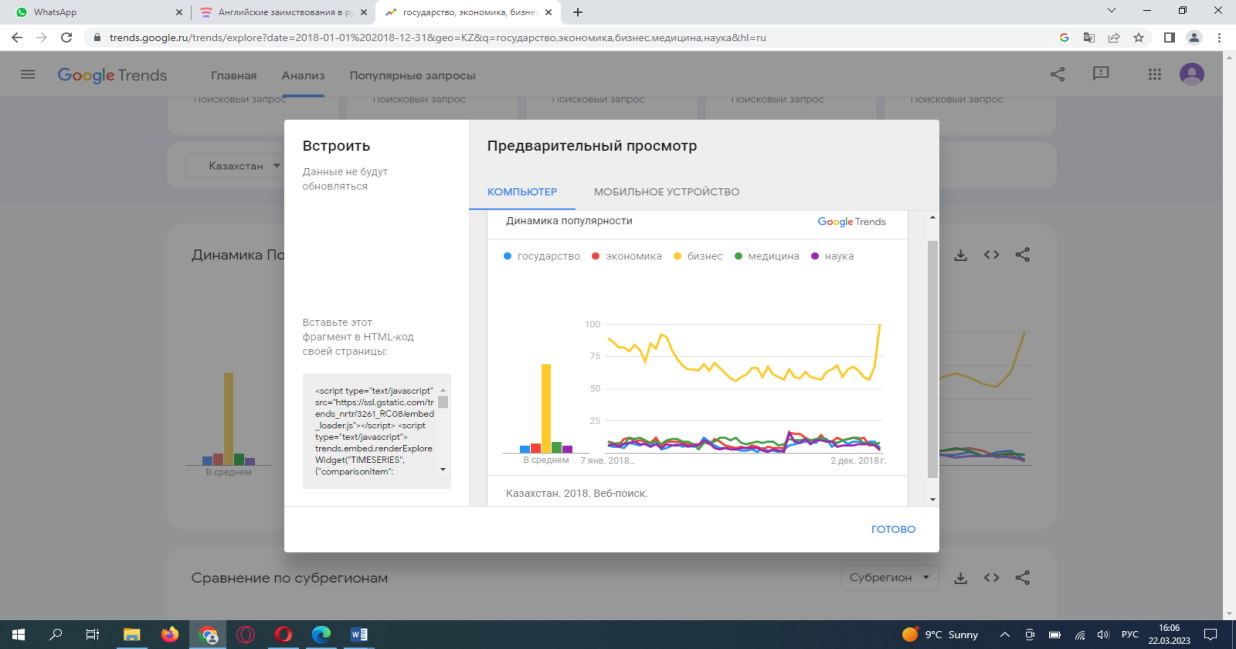 WhatsApp
Английские заимствования в р
государство, экономика, бизне
trends.google.ru/trends/explore?date=2018-01-01%202018-12-31&geo=KZ&q=государство,экономика,бизнес,медицина,наука&hl=ru
Google Trends
Главная
Анализ
Популярные запросы
Поисковый запрос
Поисковый запрос
Поисковый запрос
Поисковый запрос
Поисковый запрос
Казахстан
Динамика По
В среднем
Встроить
Данные не будут
обновляться
Вставьте этот
фрагмент в HTML-код
своей страницы:
<script type="text/javascript"
src="https://ssl.gstatic.com/tr
ends_nrtr/3261_RC08/embed
_loader.js"></script> <script
type="text/javascript">
trends.embed.renderExplore
Widget("TIMESERIES",
{"comparisonItem":
Предварительный просмотр
КОМПЬЮТЕР
МОБИЛЬНОЕ УСТРОЙСТВО
Динамика популярности
Google Trends
государство
экономика
бизнес
медицина
наука
100
75
50
25
В среднем
7 янв. 2018…
2 дек. 2018 г.
Казахстан. 2018. Веб-поиск.
ГОТОВО
Сравнение по субрегионам
Субрегион
9°C Sunny
РУС
16:06
22.03.2023